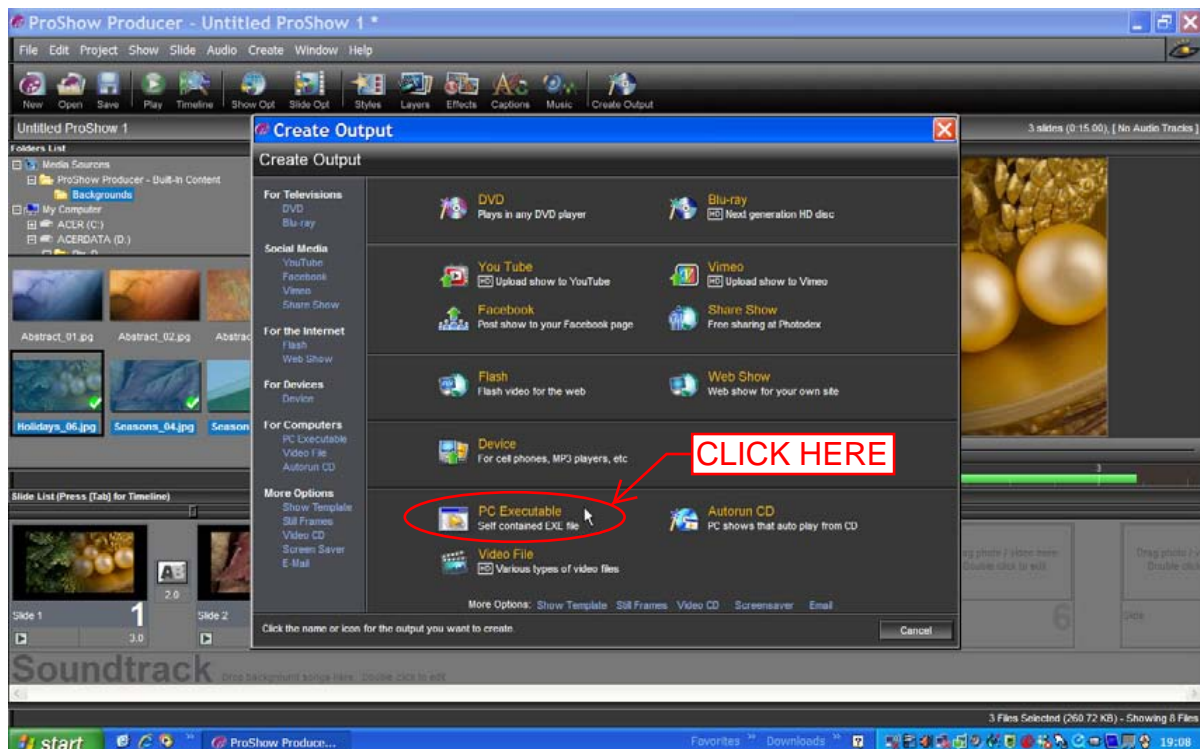 ProShow Producer - Untitled ProShow 1 *
File Edit Project Show Slide Audio Create Window Help
New Open Save Play Timeline Show Opt Slide Opt Styles Layers Effects Captions Music Create Output
Untitled ProShow 1
3 slides (0:15.00), [ No Audio Tracks ]
Folders List
Media Sources
ProShow Producer - Built-In Content
Backgrounds
My Computer
ACER (C:)
ACERDATA (D:)
Abstract_01.jpg Abstract_02.jpg Abstrac
Holidays_06.jpg Seasons_04.jpg Season
Create Output
Create Output
For Televisions
DVD
Blu-ray
Social Media
YouTube
Facebook
Vimeo
Share Show
For the Internet
Flash
Web Show
For Devices
Device
For Computers
PC Executable
Video File
Autorun CD
More Options
Show Template
Still Frames
Video CD
Screen Saver
E-Mail
DVD
Plays in any DVD player
Blu-ray
HD Next generation HD disc
You Tube
HD Upload show to YouTube
Vimeo
HD Upload show to Vimeo
Facebook
Post show to your Facebook page
Share Show
Free sharing at Photodex
Flash
Flash video for the web
Web Show
Web show for your own site
Device
For cell phones, MP3 players, etc
CLICK HERE
PC Executable
Self contained EXE file
Autorun CD
PC shows that auto play from CD
Video File
HD Various types of video files
More Options: Show Template Still Frames Video CD Screensaver Email
Click the name or icon for the output you want to create.
Cancel
3
Slide List (Press [Tab] for Timeline)
A B
2.0
Slide 1
1
3.0
Slide 2
Double click to edit
6
Drag photo / v
Double click
Slide
Soundtrack Drag background songs here. Double click to edit
3 Files Selected (260.72 KB) - Showing 8 Files
start
ProShow Produce...
Favorites Downloads
19:08